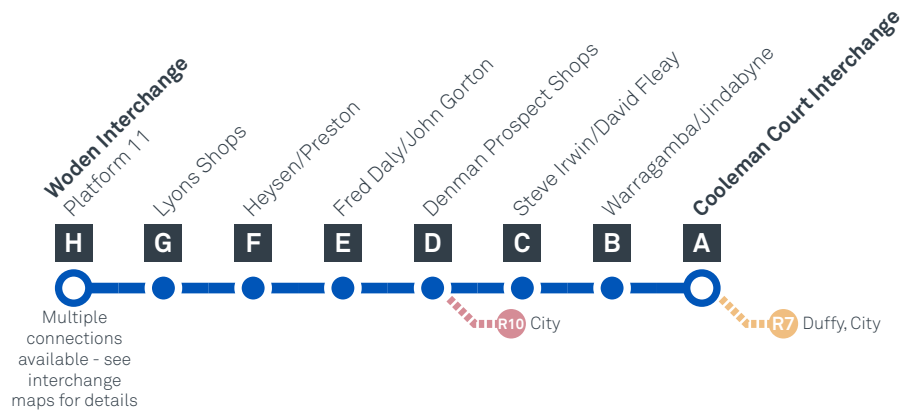 Woden Interchange
Platform 11
Lyons Shops
Heysen/Preston
Fred Daly/John Gorton
Denman Prospect Shops
Steve Irwin/David Fleay
Warragamba/Jindabyne
Cooleman Court Interchange
H G F E D C B A
Multiple
connections
available - see
interchange
maps for details
R10 City
R7 Duffy, City